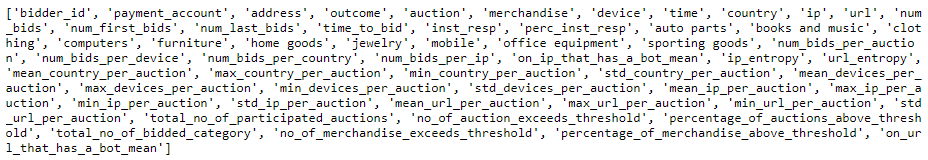 ['bidder_id', 'payment_account', 'address', 'outcome', 'auction', 'merchandise', 'device', 'time', 'country', 'ip', 'url', 'num
_bids', 'num_first_bids', 'num_last_bids', 'time_to_bid', 'inst_resp', 'perc_inst_resp', 'auto parts', 'books and music', 'clot
hing', 'computers', 'furniture', 'home goods', 'jewelry', 'mobile', 'office equipment', 'sporting goods', 'num_bids_per_auctio
n', 'num_bids_per_device', 'num_bids_per_country', 'num_bids_per_ip', 'on_ip_that_has_a_bot_mean', 'ip_entropy', 'url_entropy',
'mean_country_per_auction', 'max_country_per_auction', 'min_country_per_auction', 'std_country_per_auction', 'mean_devices_per_
auction', 'max_devices_per_auction', 'min_devices_per_auction', 'std_devices_per_auction', 'mean_ip_per_auction', 'max_ip_per_a
uction', 'min_ip_per_auction', 'std_ip_per_auction', 'mean_url_per_auction', 'max_url_per_auction', 'min_url_per_auction', 'std
_url_per_auction', 'total_no_of_participated_auctions', 'no_of_auction_exceeds_threshold', 'percentage_of_auctions_above_thresh
old', 'total_no_of_bidded_category', 'no_of_merchandise_exceeds_threshold', 'percentage_of_merchandise_above_threshold', 'on_ur
l_that_has_a_bot_mean']